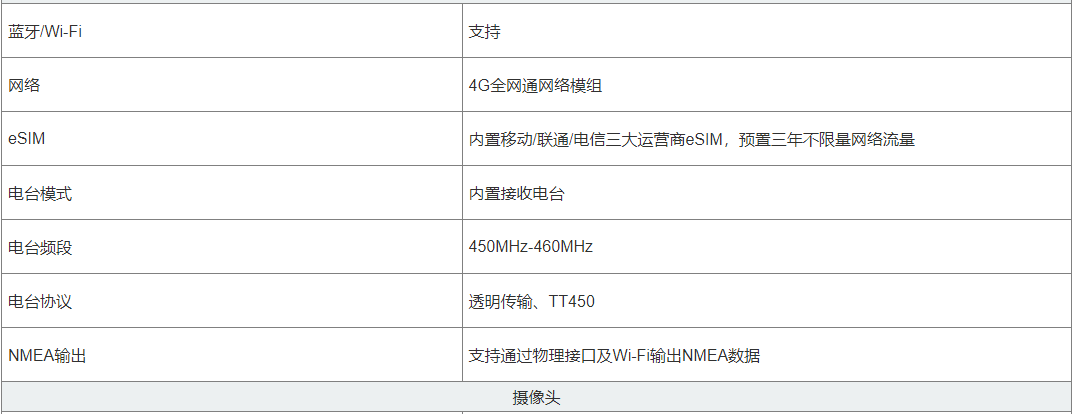 蓝牙/Wi-Fi 支持
网络 4G全网通网络模组
eSIM 内置移动/联通/电信三大运营商eSIM，预置三年不限量网络流量
电台模式 内置接收电台
电台频段 450MHz-460MHz
电台协议 透明传输、TT450
NMEA输出 支持通过物理接口及Wi-Fi输出NMEA数据
摄像头